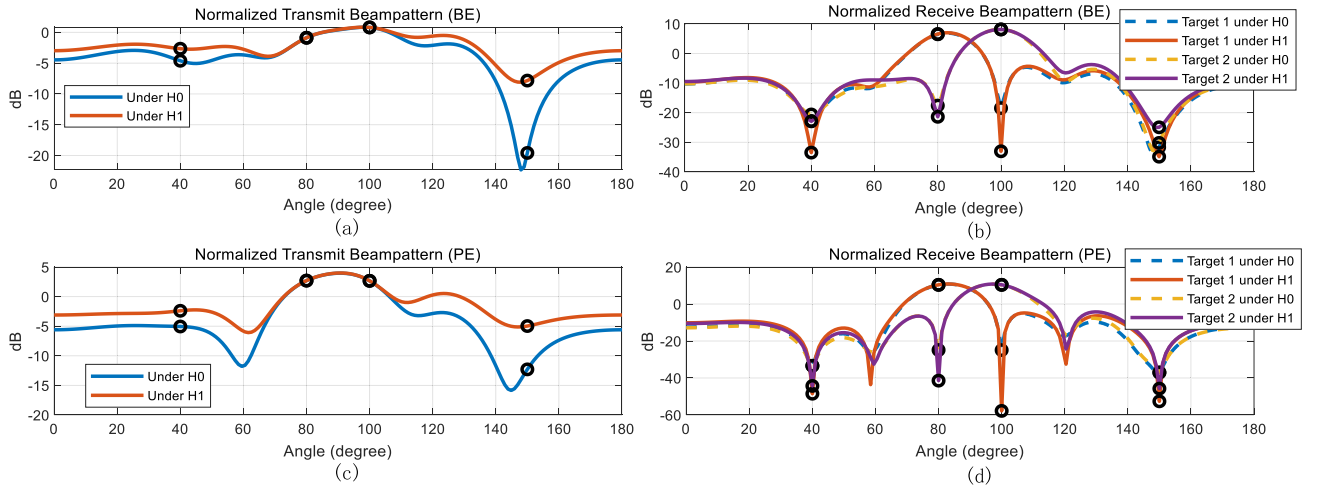 Normalized Transmit Beampattern (BE)
0
-5
-10
-15
-20
dB
Under H0
Under H1
0 20 40 60 80 100 120 140 160 180
Angle (degree)
(a)
Normalized Receive Beampattern (BE)
10
0
-10
-20
-30
-40
dB
Target 1 under H0
Target 1 under H1
Target 2 under H0
Target 2 under H1
0 20 40 60 80 100 120 140 160 180
Angle (degree)
(b)
Normalized Transmit Beampattern (PE)
5
0
-5
-10
-15
-20
dB
Under H0
Under H1
0 20 40 60 80 100 120 140 160 180
Angle (degree)
(c)
Normalized Receive Beampattern (PE)
20
0
-20
-40
-60
dB
Target 1 under H0
Target 1 under H1
Target 2 under H0
Target 2 under H1
0 20 40 60 80 100 120 140 160 180
Angle (degree)
(d)